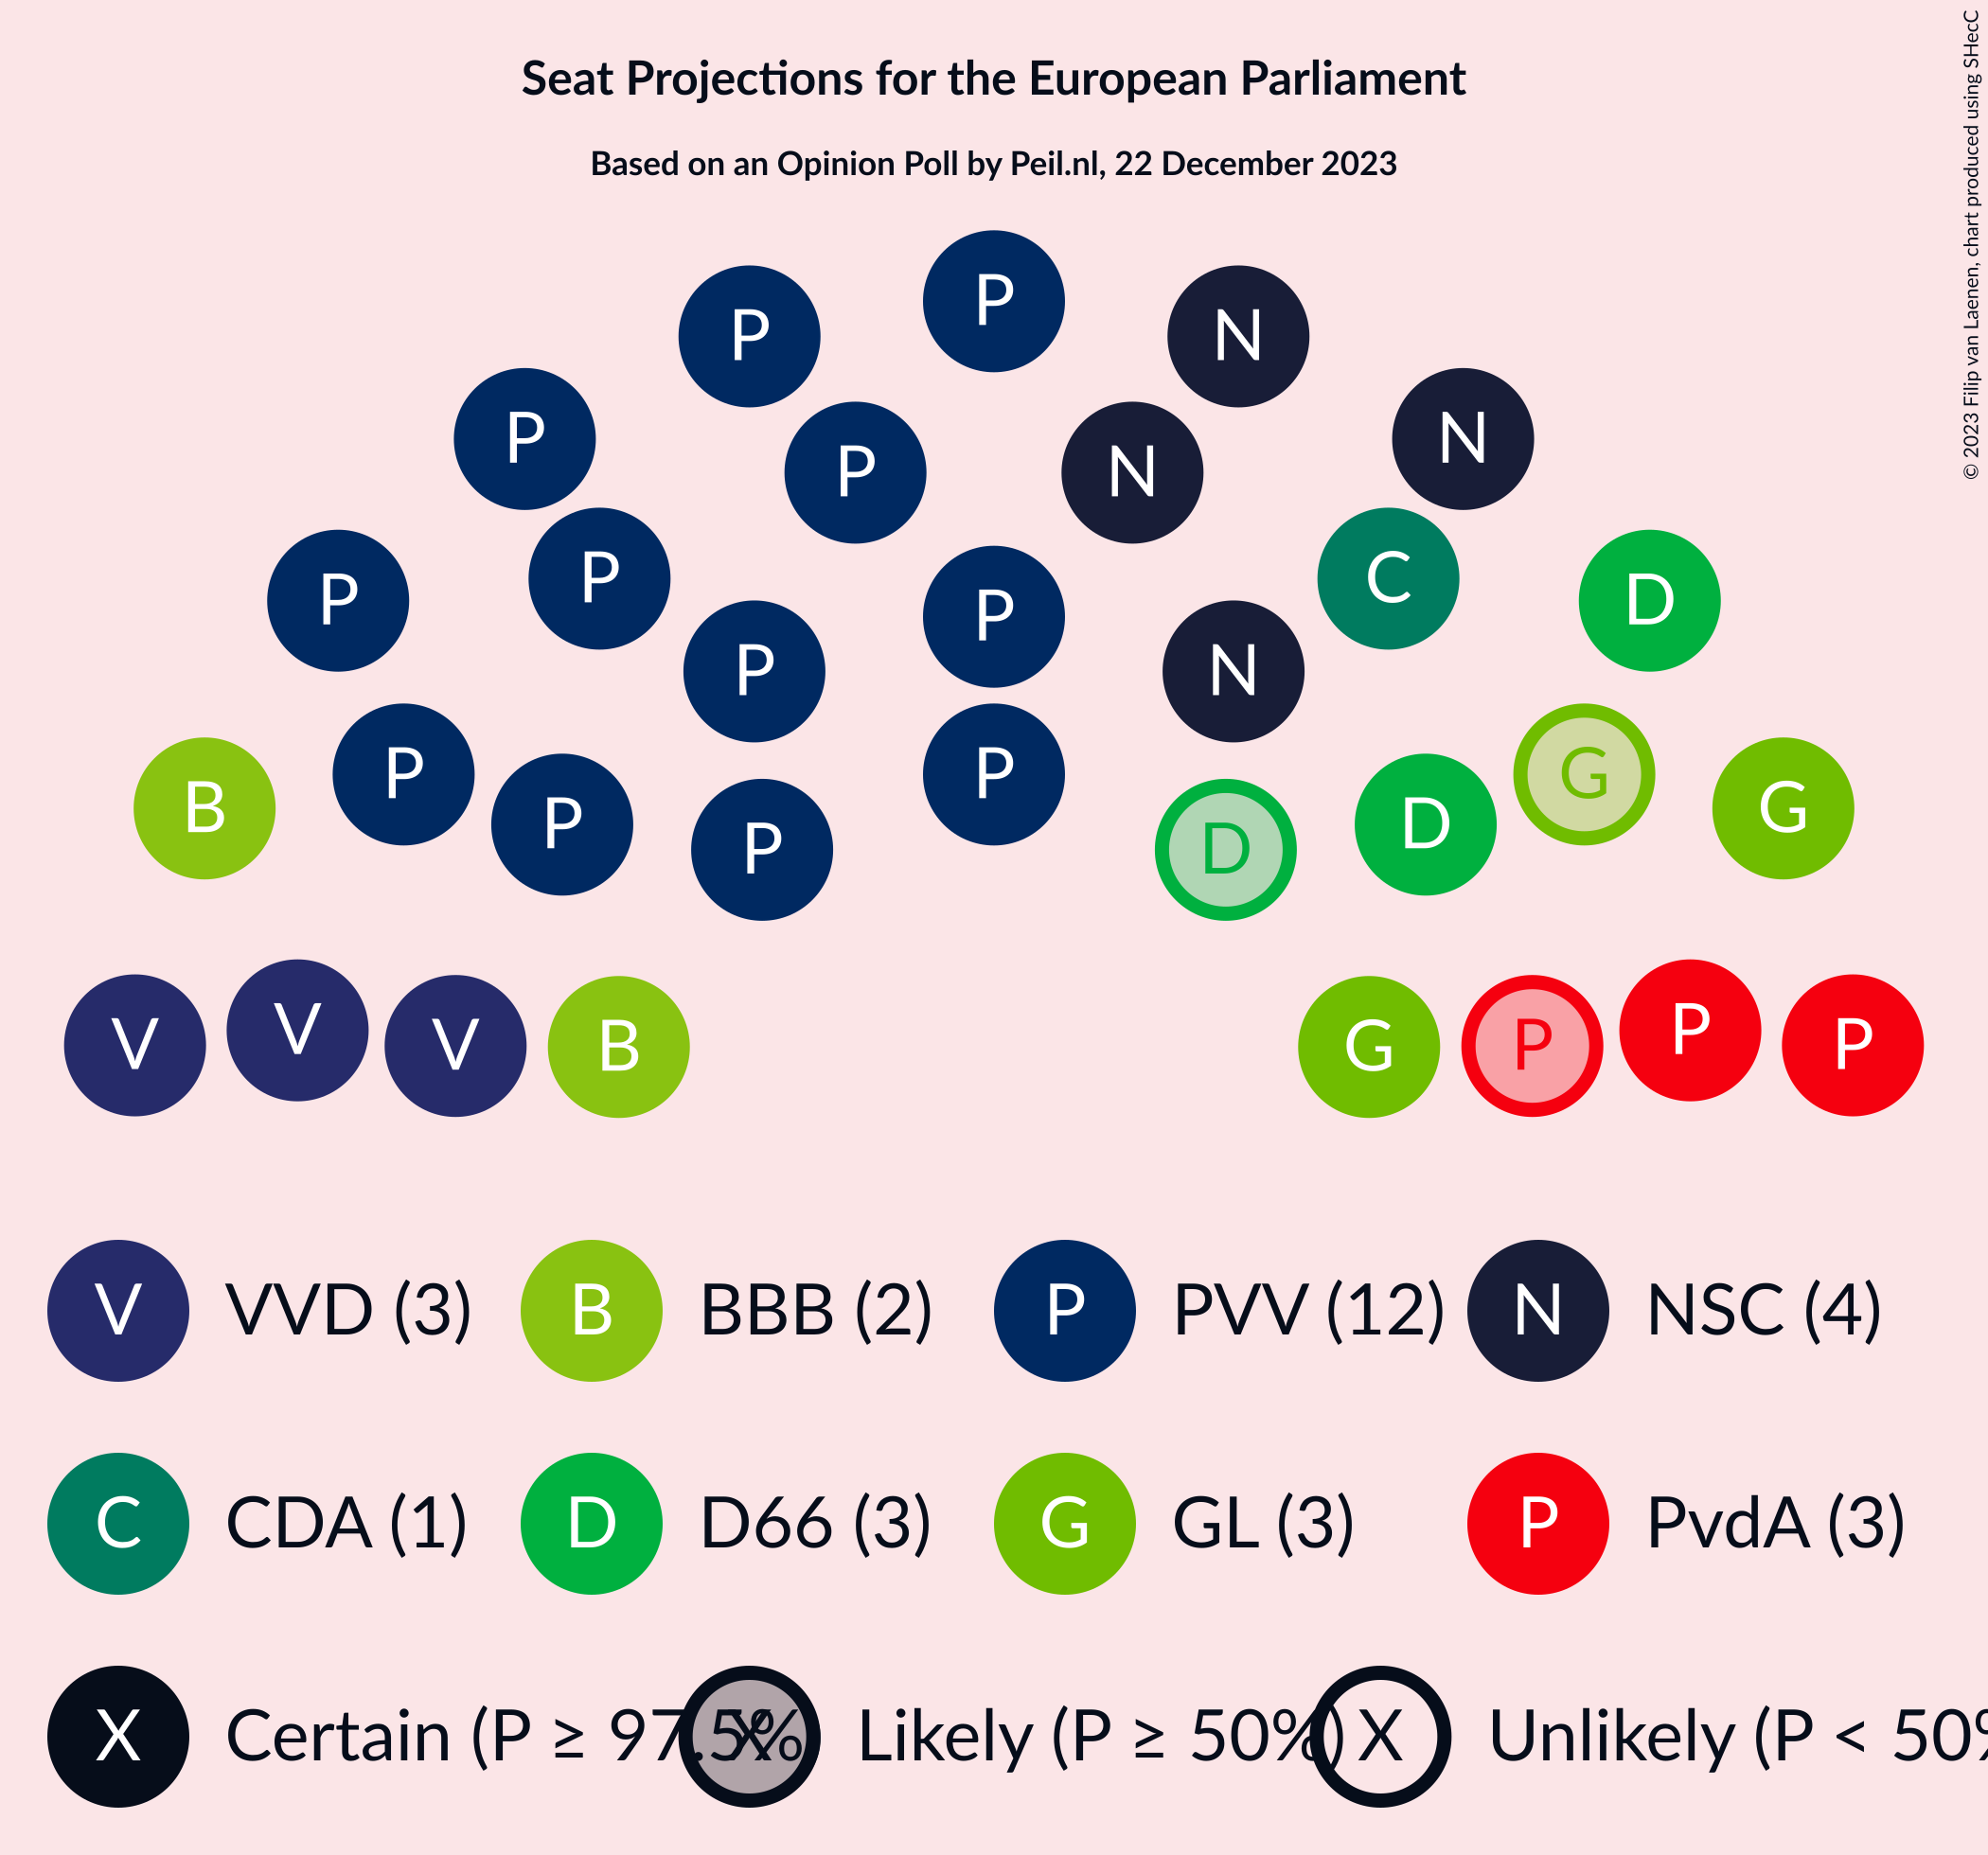 Seat Projections for the European Parliament
Based on an Opinion Poll by Peil.nl, 22 December 2023
© 2023 Filip van Laenen, chart produced using SHecC
P
P N
P N
P N
P C
P D
P
P N
B G
P G
P D
P D
P
V V V B G P P P
V VVD (3) B BBB (2) P PVV (12) N NSC (4)
C CDA (1) D D66 (3) G GL (3) P PvdA (3)
X Certain (P ≥ 97.5% X Likely (P ≥ 50%) X Unlikely (P < 50%